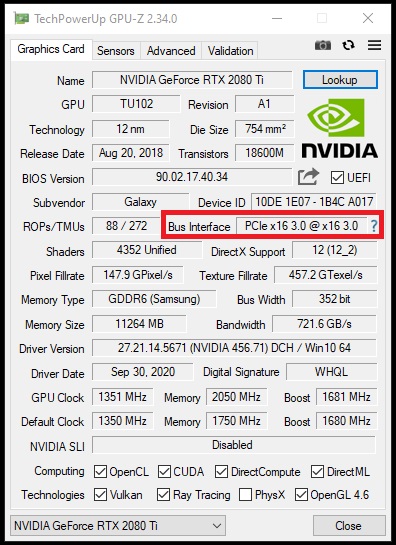 TechPowerUp GPU-Z 2.34.0
Graphics Card Sensors Advanced Validation
Name NVIDIA GeForce RTX 2080 Ti Lookup
GPU TU102 Revision A1
Technology 12 nm Die Size 754 mm²
Release Date Aug 20, 2018 Transistors 18600M
NVIDIA
BIOS Version 90.02.17.40.34 UEFI
Subvendor Galaxy Device ID 10DE 1E07 - 1B4C A017
ROPs/TMUs 88 / 272 Bus Interface PCIe x16 3.0 @ x16 3.0 ?
Shaders 4352 Unified DirectX Support 12 (12_2)
Pixel Fillrate 147.9 GPixel/s Texture Fillrate 457.2 GTexel/s
Memory Type GDDR6 (Samsung) Bus Width 352 bit
Memory Size 11264 MB Bandwidth 721.6 GB/s
Driver Version 27.21.14.5671 (NVIDIA 456.71) DCH / Win10 64
Driver Date Sep 30, 2020 Digital Signature WHQL
GPU Clock 1351 MHz Memory 2050 MHz Boost 1681 MHz
Default Clock 1350 MHz Memory 1750 MHz Boost 1680 MHz
NVIDIA SLI Disabled
Computing OpenCL CUDA DirectCompute DirectML
Technologies Vulkan Ray Tracing PhysX OpenGL 4.6
NVIDIA GeForce RTX 2080 Ti Close